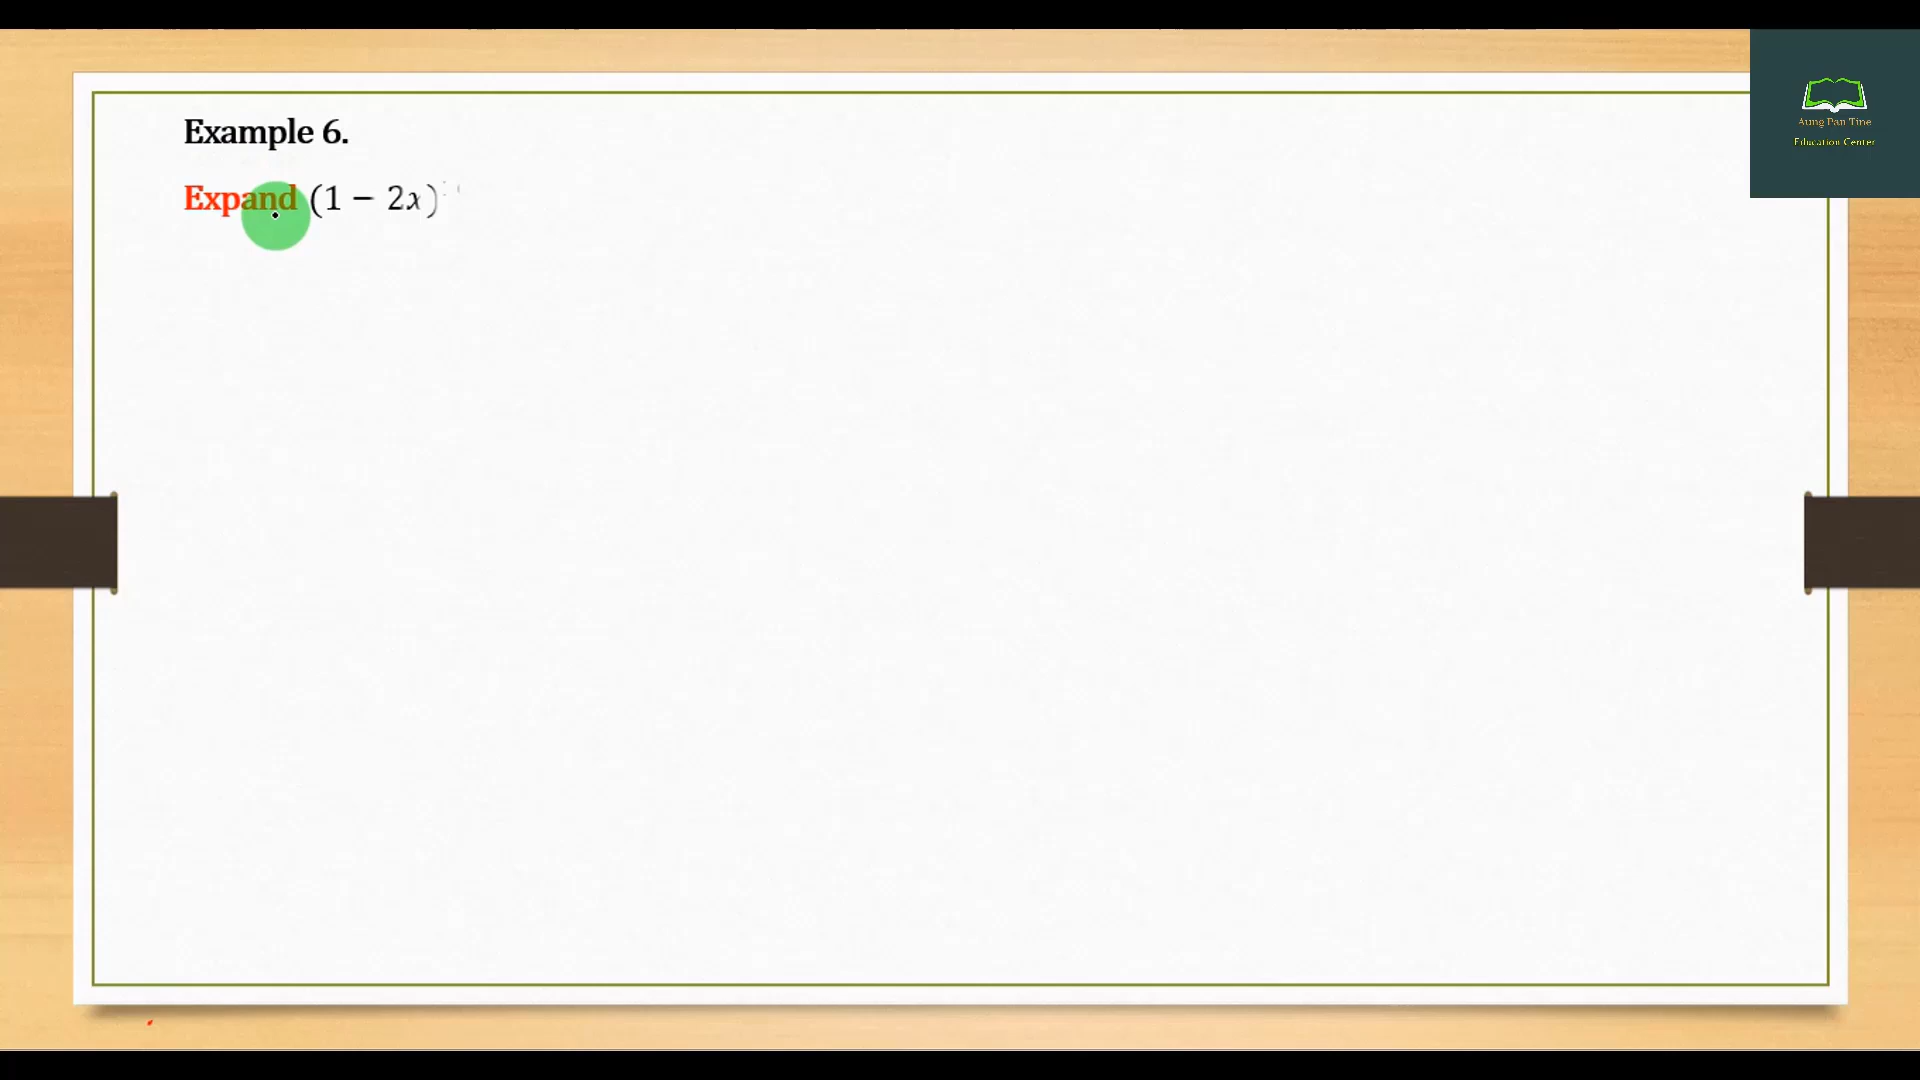 Example 6.
Expand (1 − 2x)
Aung Pan Tine
Education Center